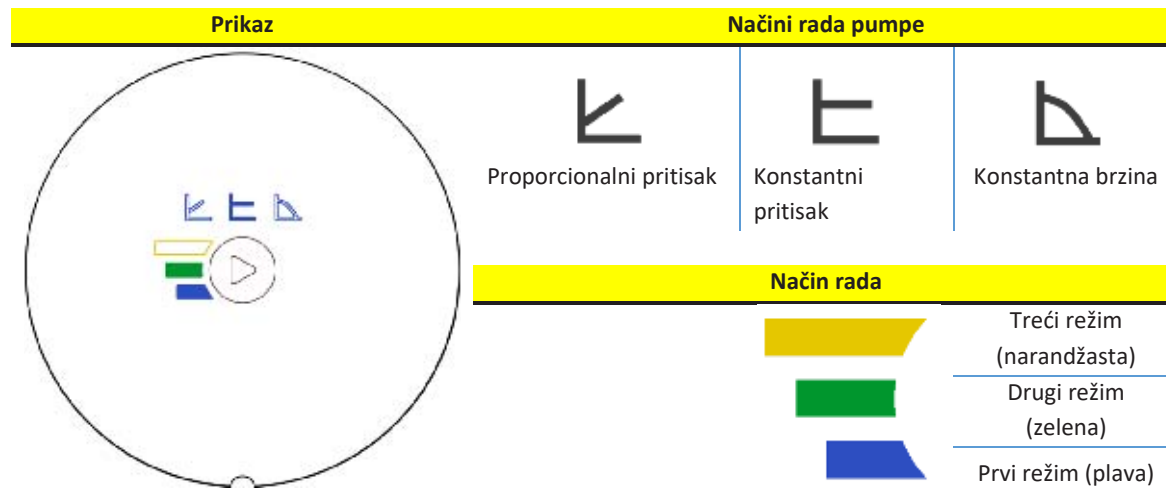 Prikaz
Načini rada pumpe
Proporcionalni pritisak
Konstantni
pritisak
Konstantna brzina
Način rada
Treći režim
(narandžasta)
Drugi režim
(zelena)
Prvi režim (plava)